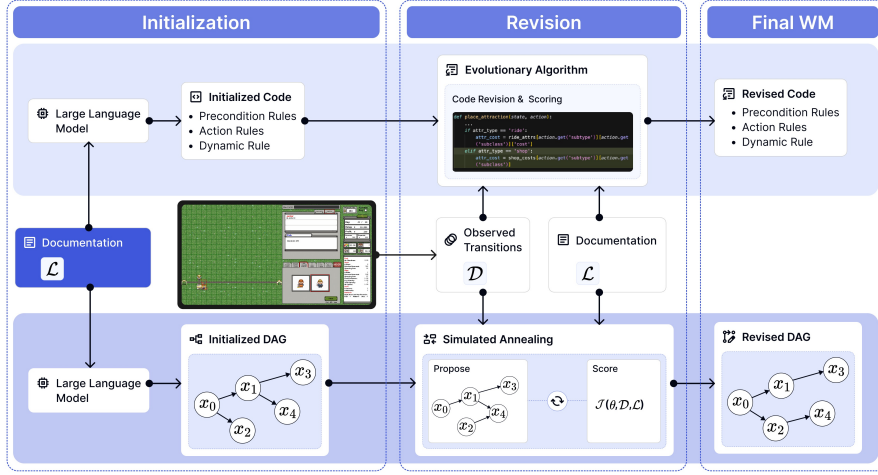 Initialization
Revision
Final WM
Large Language
Model
Initialized Code
• Precondition Rules
• Action Rules
• Dynamic Rule
Evolutionary Algorithm
Code Revision & Scoring
def place_attraction(state, action):
...
if attr_type == 'ride':
attr_cost = ride_attrs[action.get('subtype')][action.get
('subclass')]['cost']
elif attr_type == 'shop':
attr_cost = shop_costs[action.get('subtype')][action.get
('subclass')]
Revised Code
• Precondition Rules
• Action Rules
• Dynamic Rule
Documentation
ℒ
Observed
Transitions
𝒟
Documentation
ℒ
Large Language
Model
Initialized DAG
x₀
x₁
x₂
x₃
x₄
Simulated Annealing
Propose
x₀
x₁
x₂
x₃
x₄
Score
𝒥(θ,𝒟,ℒ)
Revised DAG
x₀
x₁
x₂
x₃
x₄